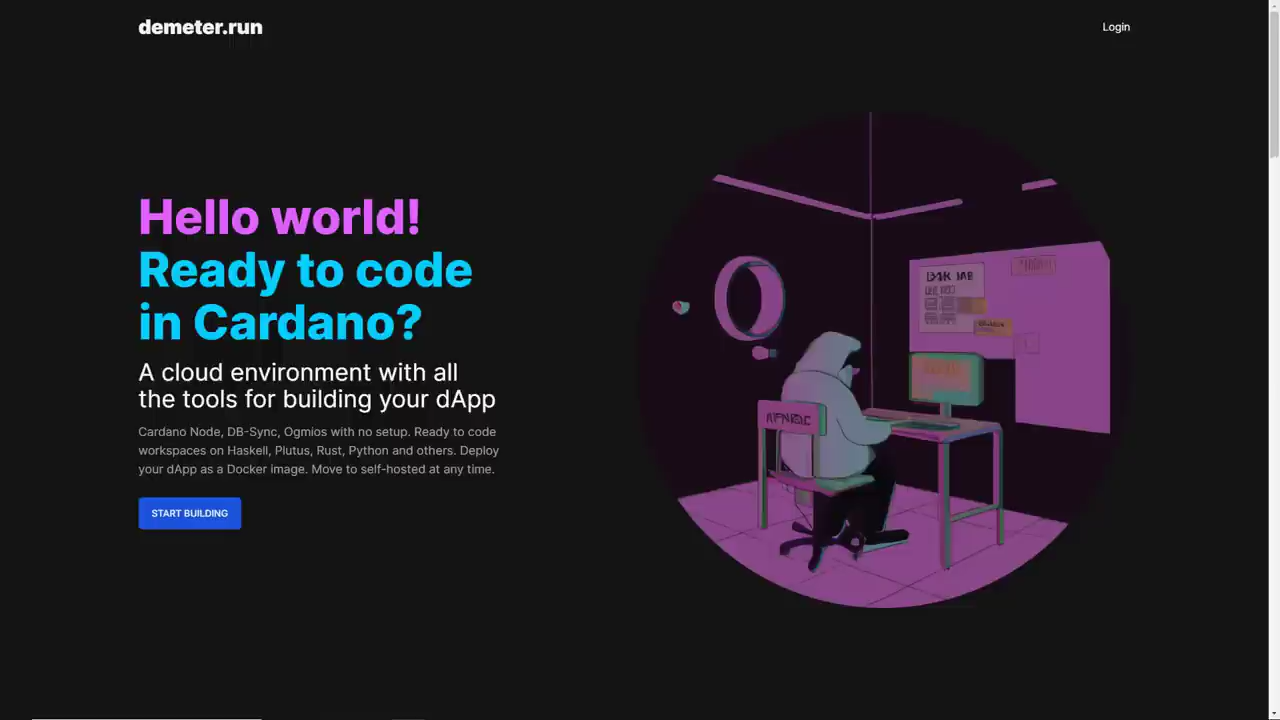 demeter.run
Login
Hello world!
Ready to code
in Cardano?
A cloud environment with all
the tools for building your dApp
Cardano Node, DB-Sync, Ogmios with no setup. Ready to code
workspaces on Haskell, Plutus, Rust, Python and others. Deploy
your dApp as a Docker image. Move to self-hosted at any time.
START BUILDING